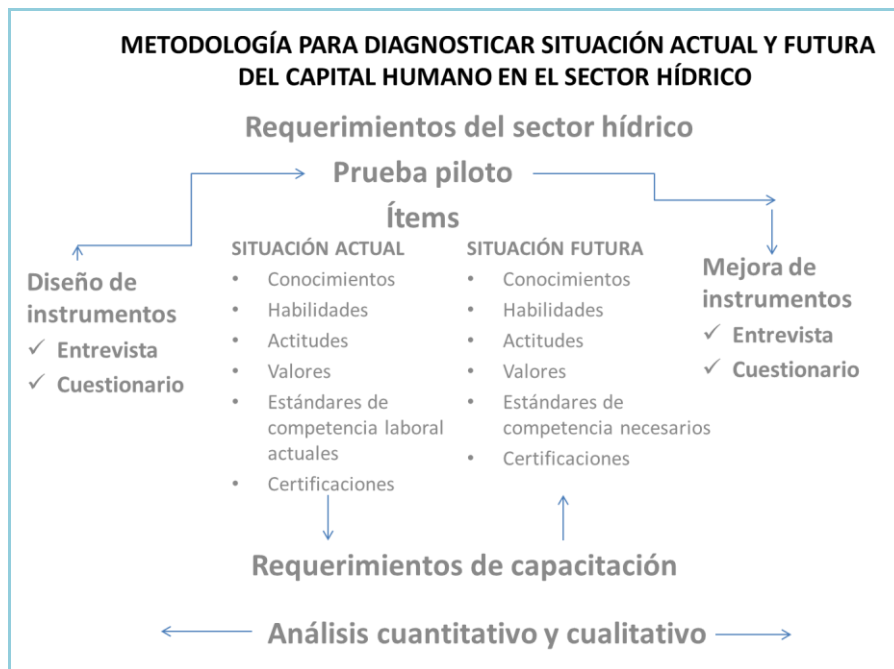 METODOLOGÍA PARA DIAGNOSTICAR SITUACIÓN ACTUAL Y FUTURA
DEL CAPITAL HUMANO EN EL SECTOR HÍDRICO
Requerimientos del sector hídrico
Prueba piloto
Ítems
Diseño de
instrumentos
✓ Entrevista
✓ Cuestionario
SITUACIÓN ACTUAL
• Conocimientos
• Habilidades
• Actitudes
• Valores
• Estándares de
competencia laboral
actuales
• Certificaciones
SITUACIÓN FUTURA
• Conocimientos
• Habilidades
• Actitudes
• Valores
• Estándares de
competencia necesarios
• Certificaciones
Mejora de
instrumentos
✓ Entrevista
✓ Cuestionario
Requerimientos de capacitación
Análisis cuantitativo y cualitativo